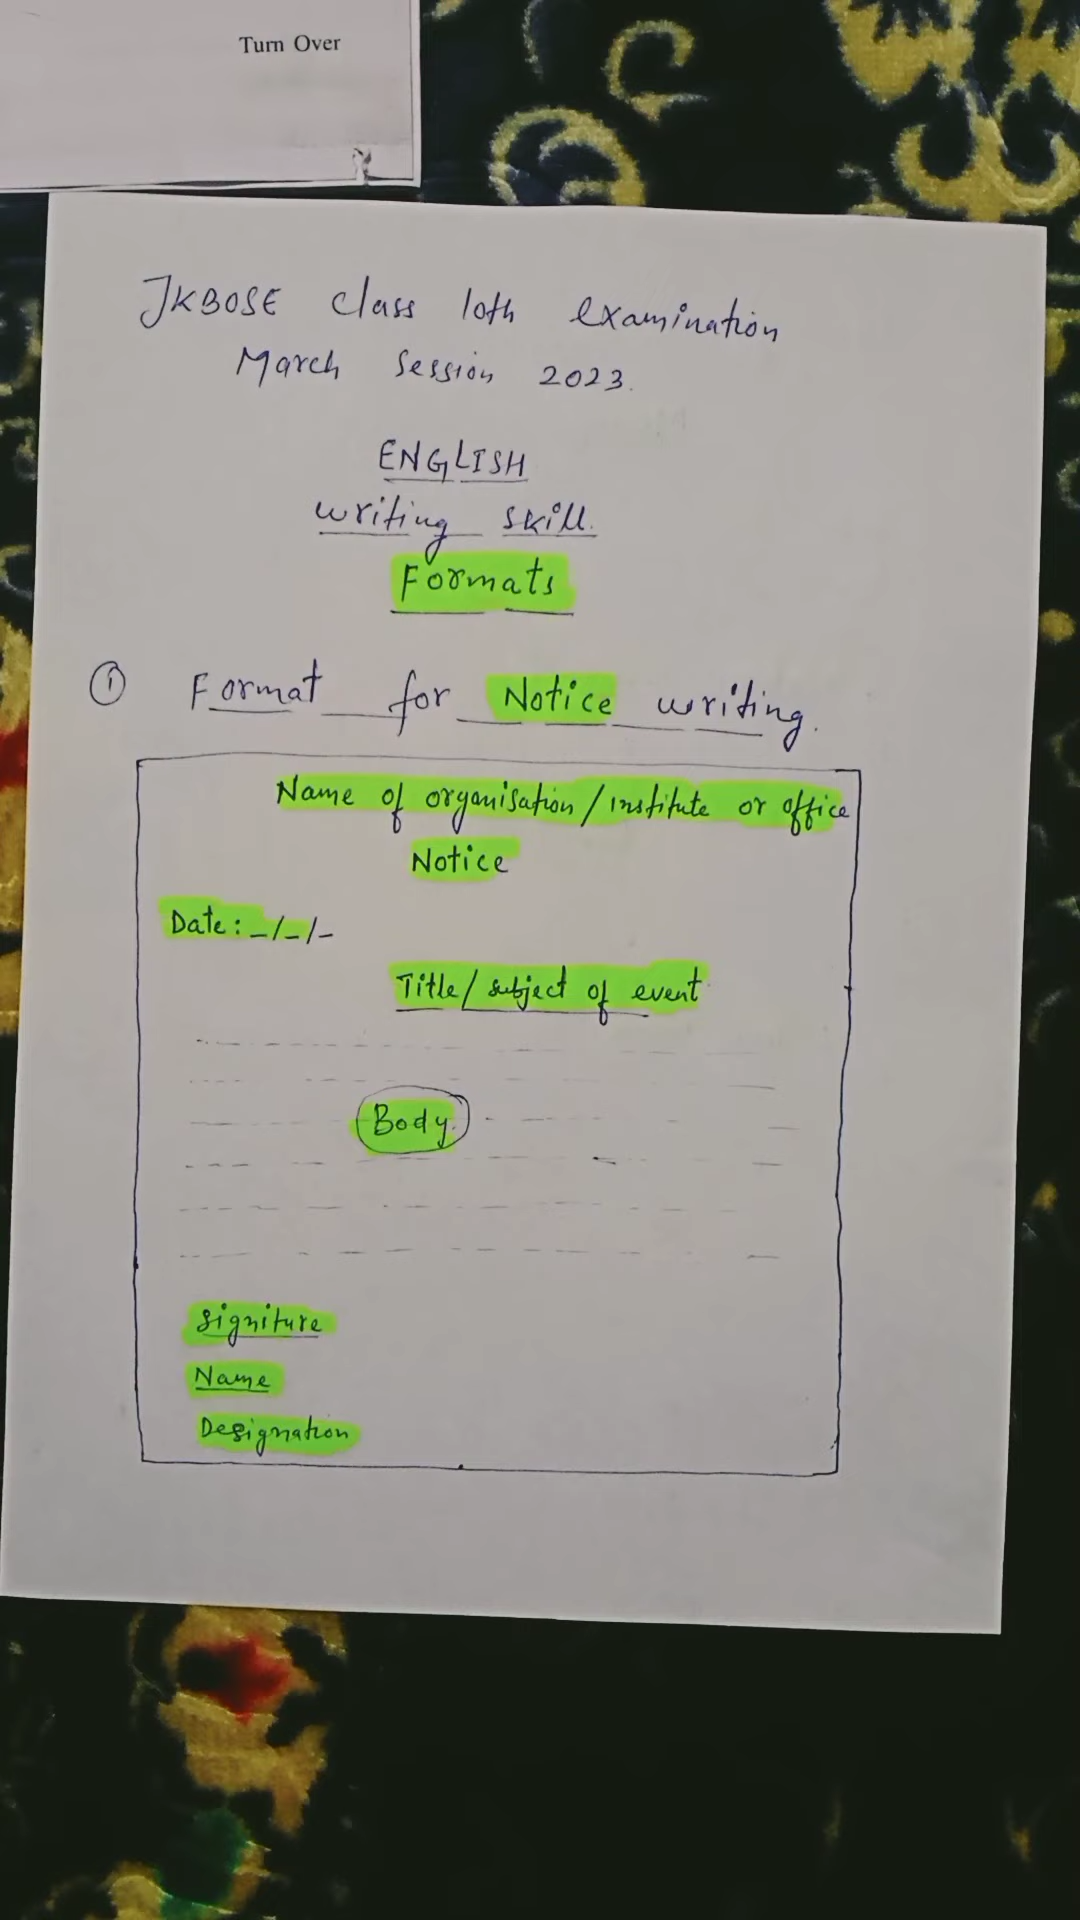 Turn Over
JKBOSE class 10th examination
March Session 2023.
ENGLISH
writing skill.
Formats
① Format for Notice writing.
Name of organisation/institute or office
Notice
Date: _/_/_
Title/subject of event
Body.
Signiture
Name
Designation